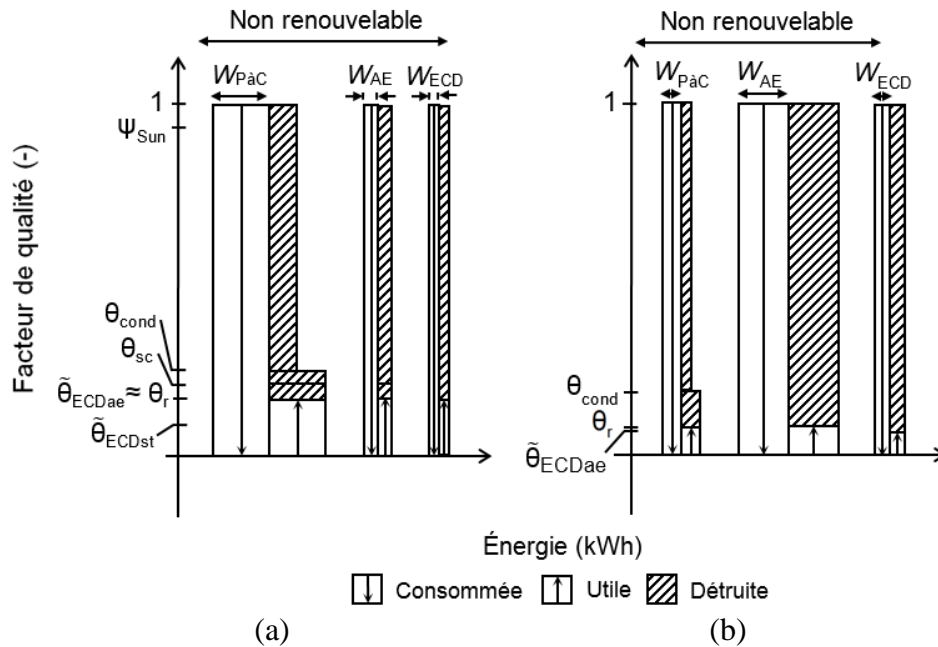 Non renouvelable
W_PàC W_AE W_ECD
1
Ψ_Sun
Facteur de qualité (-)
θ_cond
θ_sc
θ̃_ECDae ≈ θ_r
θ̃_ECDst
Non renouvelable
W_PàC W_AE W_ECD
1
θ_cond
θ_r
θ̃_ECDae
Énergie (kWh)
Consommée Utile Détruite
(a) (b)